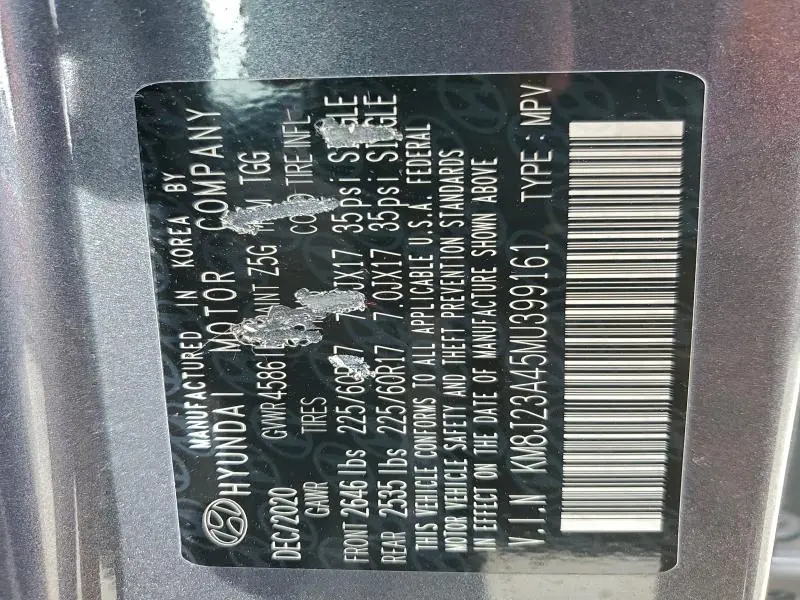 MANUFACTURED IN KOREA BY
HYUNDAI MOTOR COMPANY
DEC/2020 GVWR 4586 Z5G TGG
GAWR TIRES COLD TIRE INFL
FRONT 2646 lbs 225/60R17 35psi
REAR 2535 lbs 225/60R17 7.0JX17 35psi SINGLE
THIS VEHICLE CONFORMS TO ALL APPLICABLE U.S.A. FEDERAL
MOTOR VEHICLE SAFETY AND THEFT PREVENTION STANDARDS
IN EFFECT ON THE DATE OF MANUFACTURE SHOWN ABOVE
V.I.N KM8J23A45MU399161 TYPE : MPV